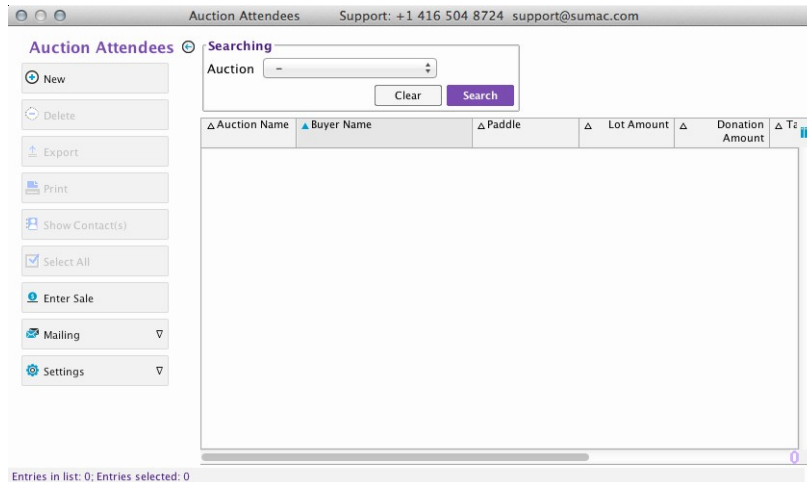 Auction Attendees Support: +1 416 504 8724 support@sumac.com
Auction Attendees
New
Delete
Export
Print
Show Contact(s)
Select All
Enter Sale
Mailing
Settings
Searching
Auction –
Clear Search
Auction Name Buyer Name Paddle Lot Amount Donation
Amount
0
Entries in list: 0; Entries selected: 0